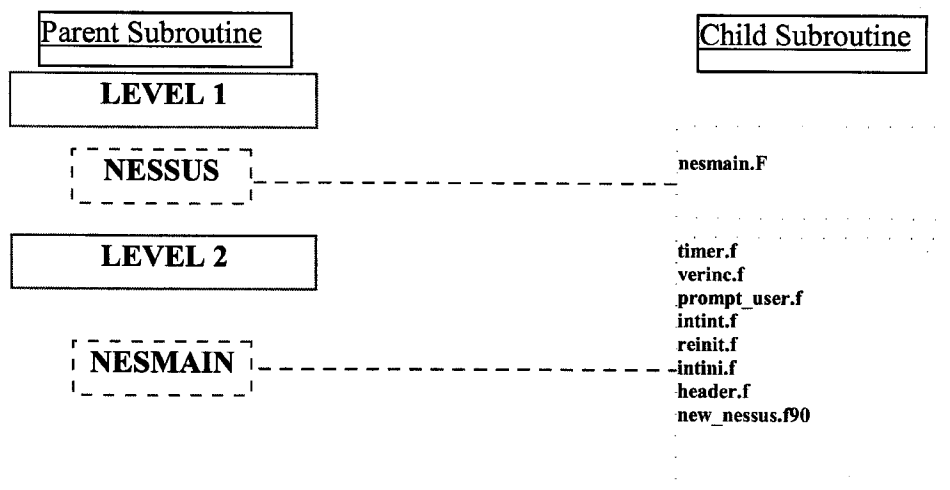 Parent Subroutine
Child Subroutine
LEVEL 1
NESSUS
nesmain.F
LEVEL 2
timer.f
verinc.f
prompt_user.f
intint.f
reinit.f
NESMAIN
intini.f
header.f
new_nessus.f90